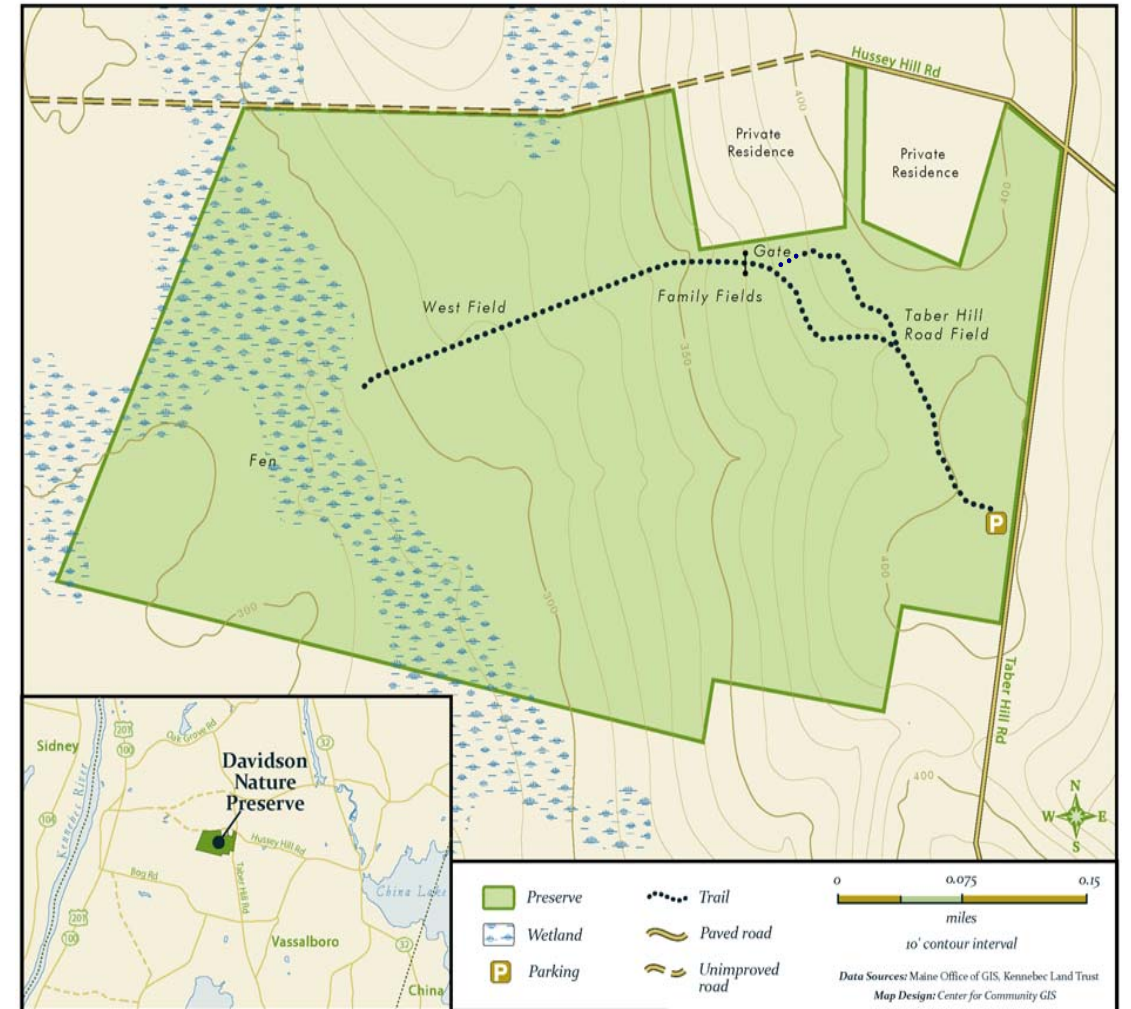 Hussey Hill Rd
400
Private
Residence
Private
Residence
400
Gate
West Field
Family Fields
Taber Hill
Road Field
350
Fen
P
400
300
300
Taber Hill Rd
400
N
W E
S
Sidney
201
100
Oak Grove Rd
32
Davidson
Nature
Preserve
Kennebec River
104
Hussey Hill Rd
Bog Rd
Taber Hill Rd
China Lake
201
100
Vassalboro
32
China
Preserve
Trail
Wetland
Paved road
P
Parking
Unimproved
road
0 0.075 0.15
miles
10' contour interval
Data Sources: Maine Office of GIS, Kennebec Land Trust
Map Design: Center for Community GIS